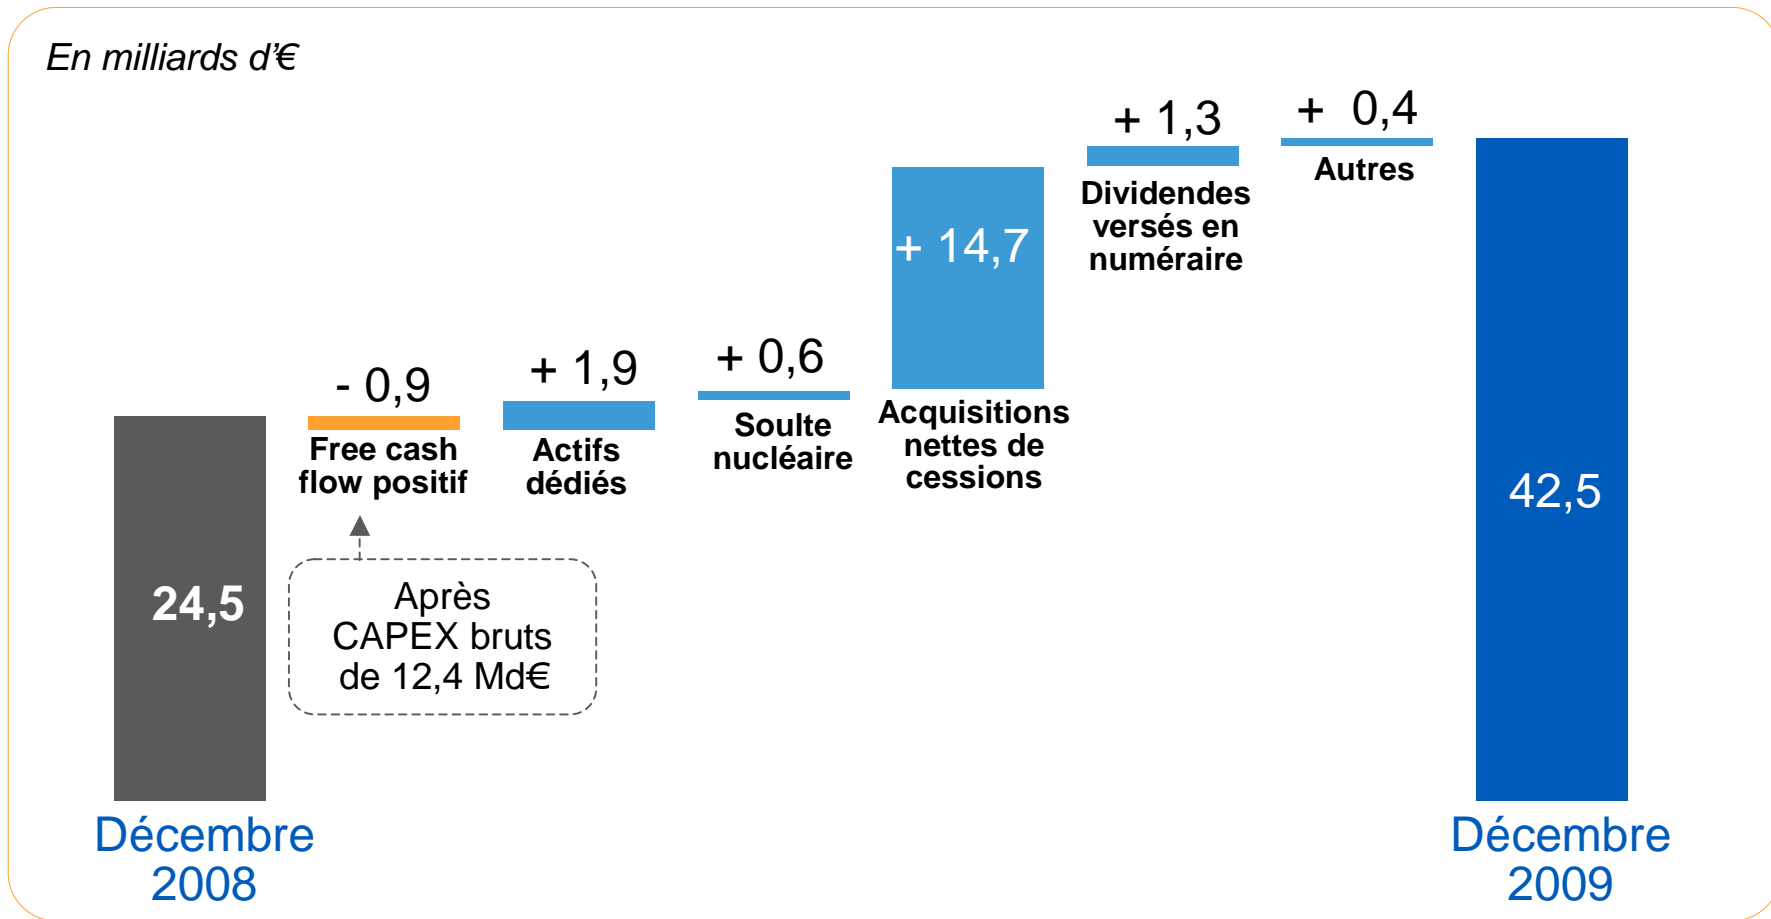 En milliards d'€
24,5
Décembre
2008
- 0,9
Free cash
flow positif
Après
CAPEX bruts
de 12,4 Md€
+ 1,9
Actifs
dédiés
+ 0,6
Soulte
nucléaire
+ 14,7
Acquisitions
nettes de
cessions
+ 1,3
Dividendes
versés en
numéraire
+ 0,4
Autres
42,5
Décembre
2009